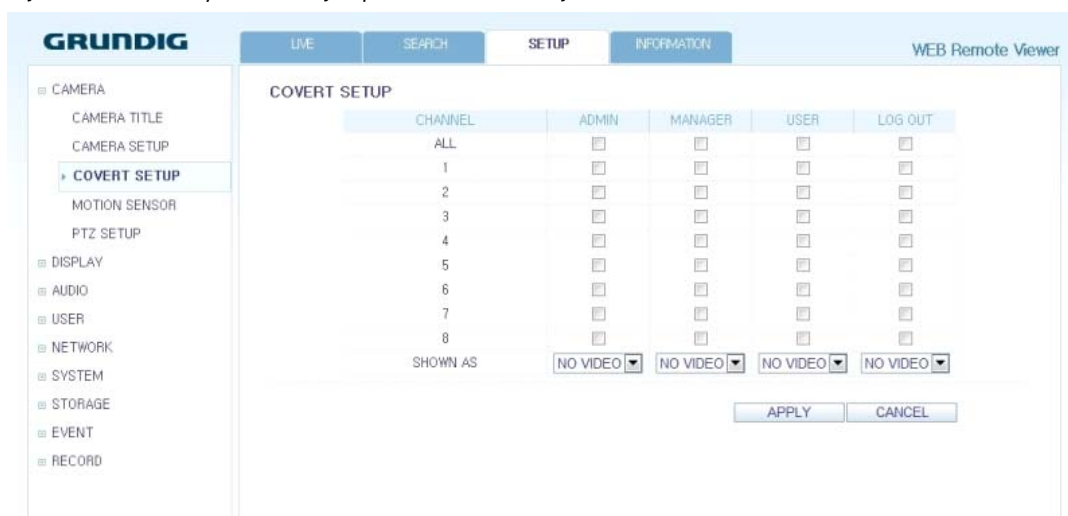 GRUNDIG
LIVE SEARCH SETUP INFORMATION
WEB Remote Viewer
CAMERA
CAMERA TITLE
CAMERA SETUP
COVERT SETUP
MOTION SENSOR
PTZ SETUP
DISPLAY
AUDIO
USER
NETWORK
SYSTEM
STORAGE
EVENT
RECORD
COVERT SETUP
CHANNEL ADMIN MANAGER USER LOG OUT
ALL
1
2
3
4
5
6
7
8
SHOWN AS NO VIDEO NO VIDEO NO VIDEO NO VIDEO
APPLY CANCEL